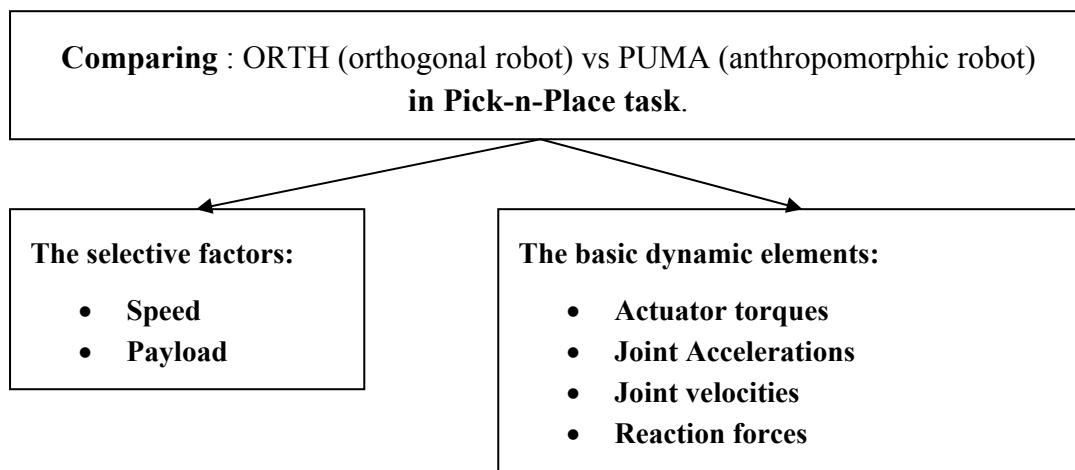 Comparing : ORTH (orthogonal robot) vs PUMA (anthropomorphic robot)
in Pick-n-Place task.
The selective factors:
• Speed
• Payload
The basic dynamic elements:
• Actuator torques
• Joint Accelerations
• Joint velocities
• Reaction forces